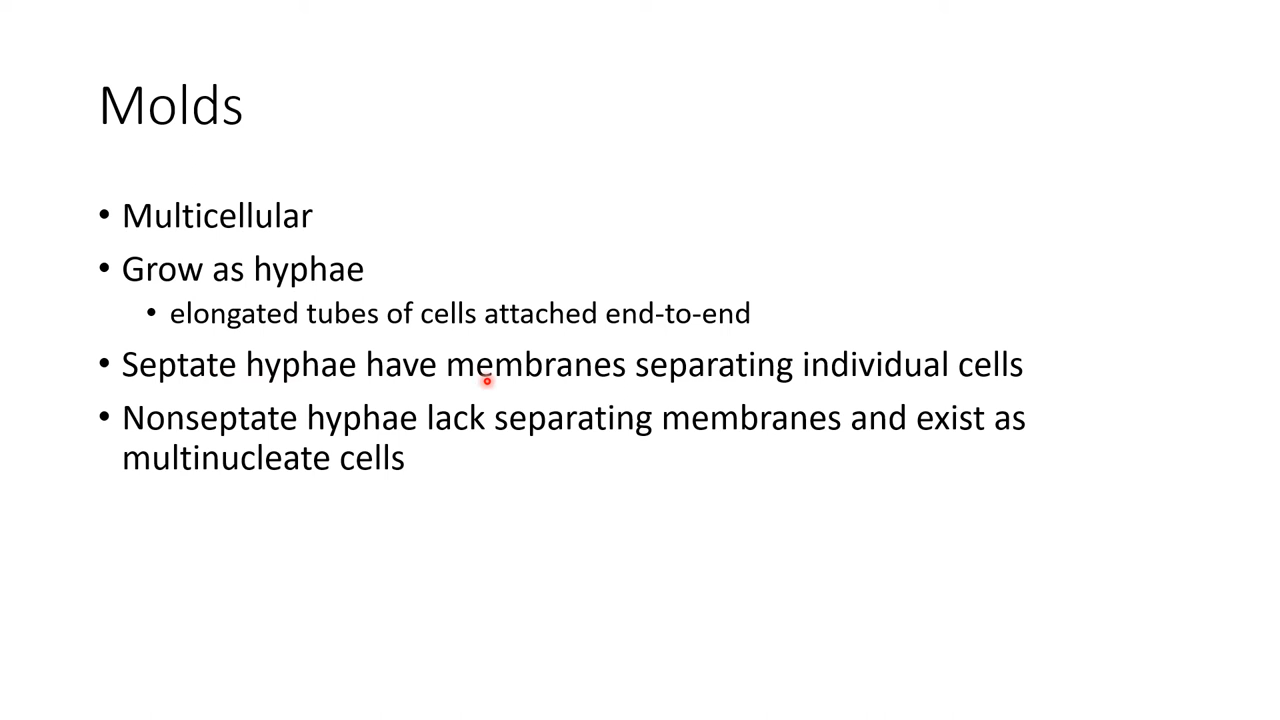 Molds
• Multicellular
• Grow as hyphae
• elongated tubes of cells attached end-to-end
• Septate hyphae have membranes separating individual cells
• Nonseptate hyphae lack separating membranes and exist as
multinucleate cells